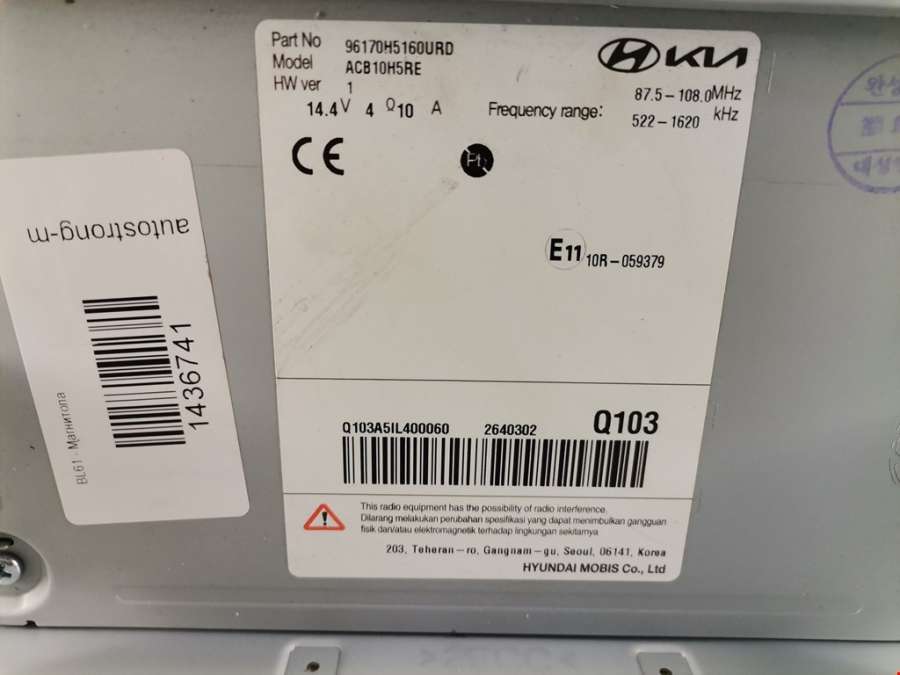 Part No 96170H5160URD
Model ACB10H5RE
HW ver 1
14.4V 4 Ω10 A
KIA
Frequency range: 87.5-108.0MHz
522-1620 kHz
CE
E11 10R-059379
autostrong-m
1436741
BL61 - Магнитола
Q103A5IL400060 2640302 Q103
This radio equipment has the possibility of radio interference.
Dilarang melakukan perubahan spesifikasi yang dapat menimbulkan gangguan
fisik dan/atau elektromagnetik terhadap lingkungan sekitarnya
203, Teheran-ro, Gangnam-gu, Seoul, 06141, Korea
HYUNDAI MOBIS Co., Ltd